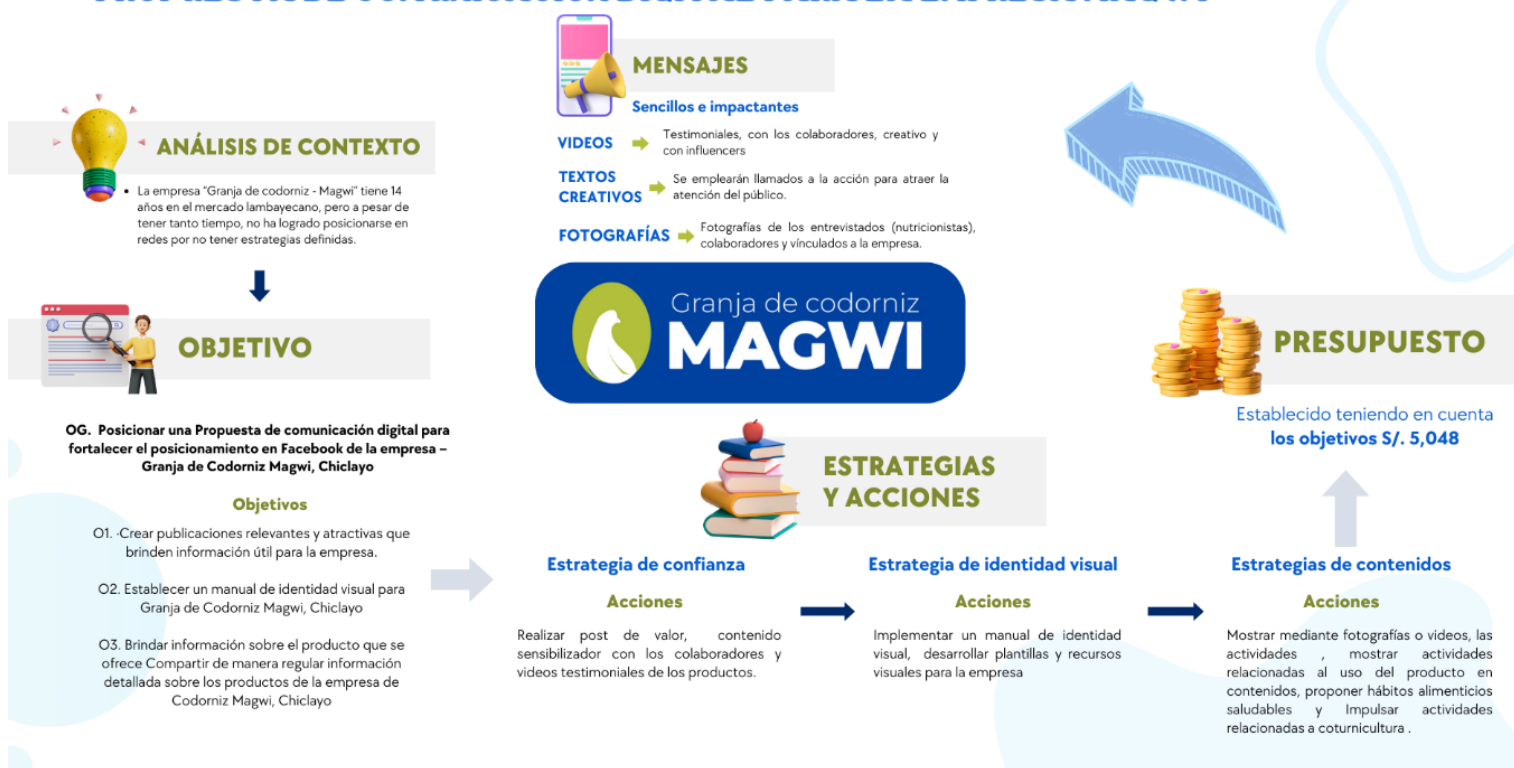 ANÁLISIS DE CONTEXTO
• La empresa "Granja de codorniz - Magwi" tiene 14
años en el mercado lambayecano, pero a pesar de
tener tanto tiempo, no ha logrado posicionarse en
redes por no tener estrategias definidas.
OBJETIVO
OG. Posicionar una Propuesta de comunicación digital para
fortalecer el posicionamiento en Facebook de la empresa –
Granja de Codorniz Magwi, Chiclayo
Objetivos
O1. ·Crear publicaciones relevantes y atractivas que
brinden información útil para la empresa.
O2. Establecer un manual de identidad visual para
Granja de Codorniz Magwi, Chiclayo
O3. Brindar información sobre el producto que se
ofrece Compartir de manera regular información
detallada sobre los productos de la empresa de
Codorniz Magwi, Chiclayo
MENSAJES
Sencillos e impactantes
VIDEOS
Testimoniales, con los colaboradores, creativo y
con influencers
TEXTOS
CREATIVOS
Se emplearán llamados a la acción para atraer la
atención del público.
FOTOGRAFÍAS
Fotografías de los entrevistados (nutricionistas),
colaboradores y vínculados a la empresa.
Granja de codorniz
MAGWI
ESTRATEGIAS
Y ACCIONES
Estrategia de confianza
Acciones
Realizar post de valor, contenido
sensibilizador con los colaboradores y
videos testimoniales de los productos.
Estrategia de identidad visual
Acciones
Implementar un manual de identidad
visual, desarrollar plantillas y recursos
visuales para la empresa
Estrategias de contenidos
Acciones
Mostrar mediante fotografías o videos, las
actividades , mostrar actividades
relacionadas al uso del producto en
contenidos, proponer hábitos alimenticios
saludables y Impulsar actividades
relacionadas a coturnicultura .
PRESUPUESTO
Establecido teniendo en cuenta
los objetivos S/. 5,048